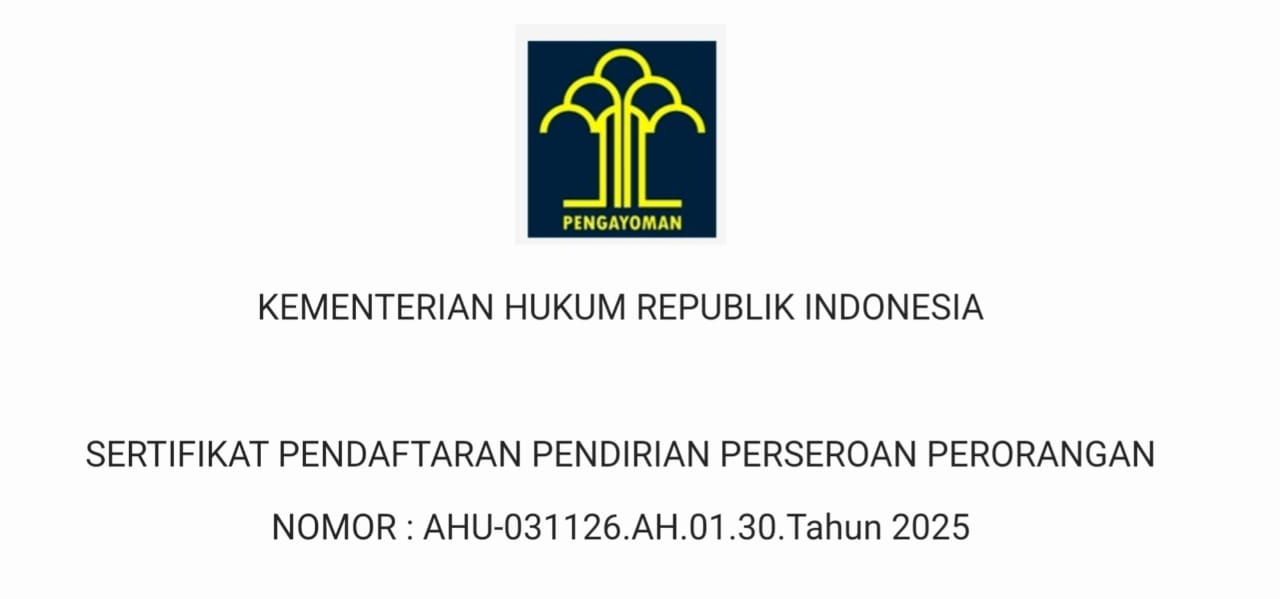 PENGAYOMAN
KEMENTERIAN HUKUM REPUBLIK INDONESIA
SERTIFIKAT PENDAFTARAN PENDIRIAN PERSEROAN PERORANGAN
NOMOR : AHU-031126.AH.01.30.Tahun 2025